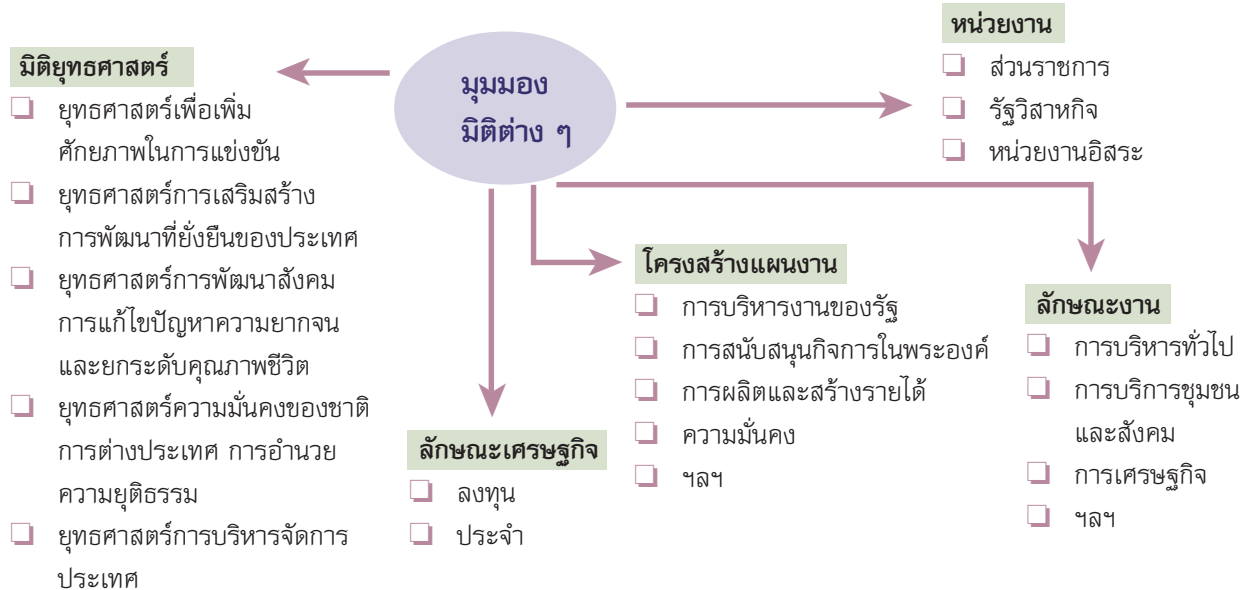 มุมมอง
มิติต่าง ๆ
มิติยุทธศาสตร์
ยุทธศาสตร์เพื่อเพิ่ม
ศักยภาพในการแข่งขัน
ยุทธศาสตร์การเสริมสร้าง
การพัฒนาที่ยั่งยืนของประเทศ
ยุทธศาสตร์การพัฒนาสังคม
การแก้ไขปัญหาความยากจน
และยกระดับคุณภาพชีวิต
ยุทธศาสตร์ความมั่นคงของชาติ
การต่างประเทศ การอำนวย
ความยุติธรรม
ยุทธศาสตร์การบริหารจัดการ
ประเทศ
ลักษณะเศรษฐกิจ
ลงทุน
ประจำ
โครงสร้างแผนงาน
การบริหารงานของรัฐ
การสนับสนุนกิจการในพระองค์
การผลิตและสร้างรายได้
ความมั่นคง
ฯลฯ
หน่วยงาน
ส่วนราชการ
รัฐวิสาหกิจ
หน่วยงานอิสระ
ลักษณะงาน
การบริหารทั่วไป
การบริการชุมชน
และสังคม
การเศรษฐกิจ
ฯลฯ